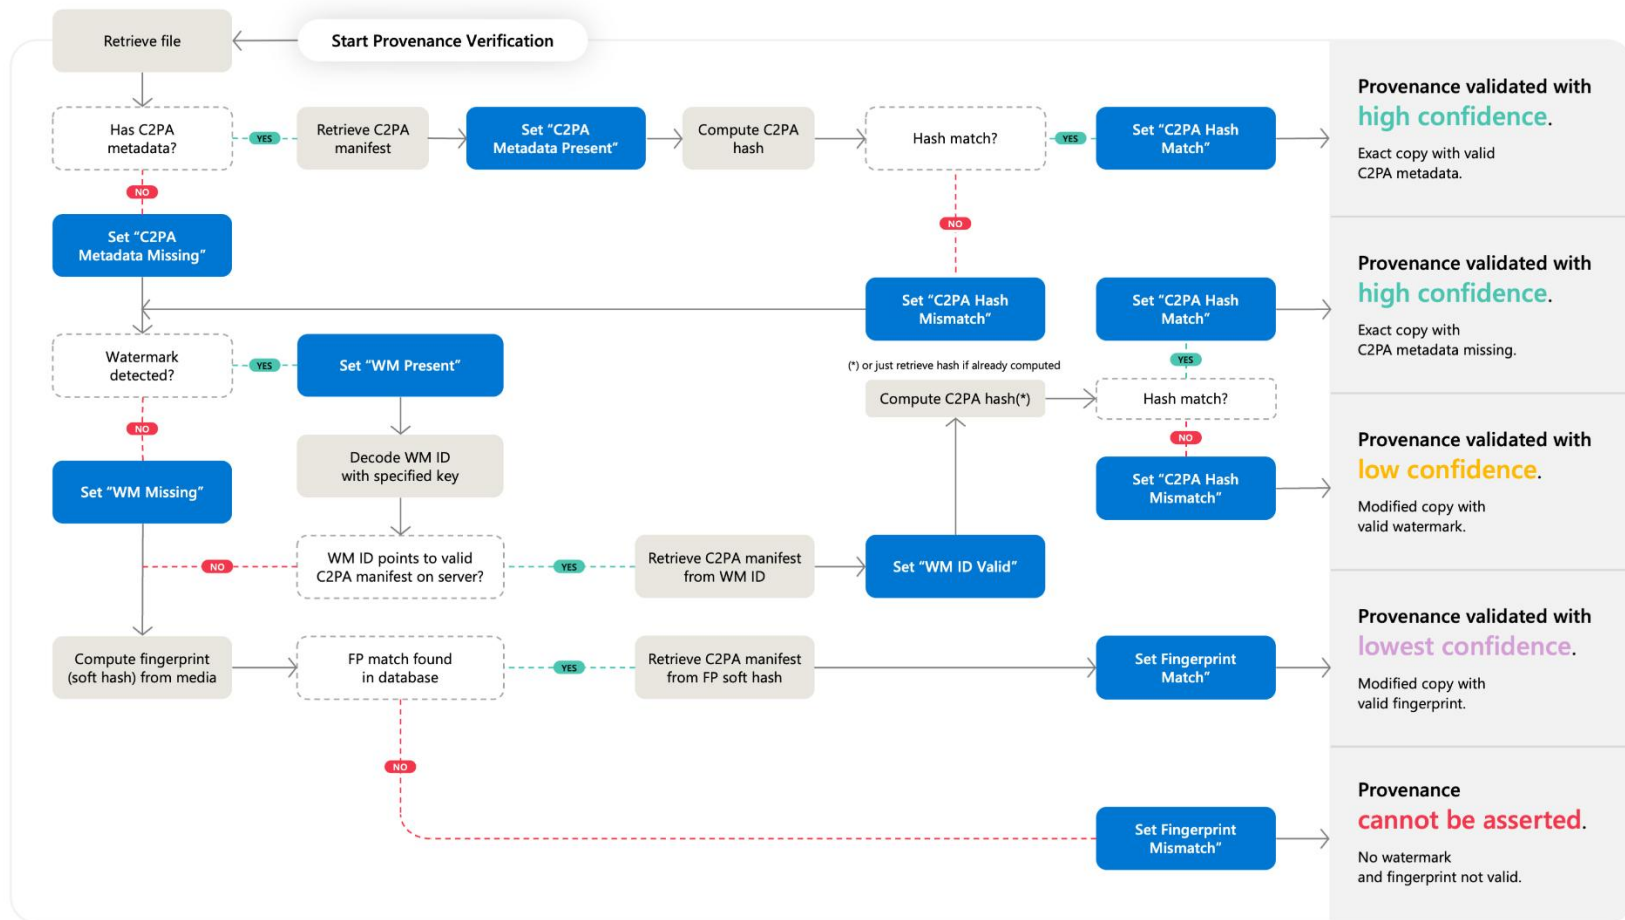 Retrieve file
Start Provenance Verification
Has C2PA
metadata?
YES
Retrieve C2PA
manifest
Set “C2PA
Metadata Present”
Compute C2PA
hash
Hash match?
YES
Set “C2PA Hash
Match”
Provenance validated with
high confidence.
Exact copy with valid
C2PA metadata.
NO
NO
Set “C2PA
Metadata Missing”
Set “C2PA Hash
Mismatch”
Set “C2PA Hash
Match”
Provenance validated with
high confidence.
Exact copy with
C2PA metadata missing.
Watermark
detected?
YES
Set “WM Present”
(*) or just retrieve hash if already computed
YES
Compute C2PA hash(*)
Hash match?
NO
NO
Decode WM ID
with specified key
Set “WM Missing”
Set “C2PA Hash
Mismatch”
Provenance validated with
low confidence.
Modified copy with
valid watermark.
NO
WM ID points to valid
C2PA manifest on server?
YES
Retrieve C2PA manifest
from WM ID
Set “WM ID Valid”
Compute fingerprint
(soft hash) from media
FP match found
in database
YES
Retrieve C2PA manifest
from FP soft hash
Set Fingerprint
Match”
Provenance validated with
lowest confidence.
Modified copy with
valid fingerprint.
NO
Set Fingerprint
Mismatch”
Provenance
cannot be asserted.
No watermark
and fingerprint not valid.